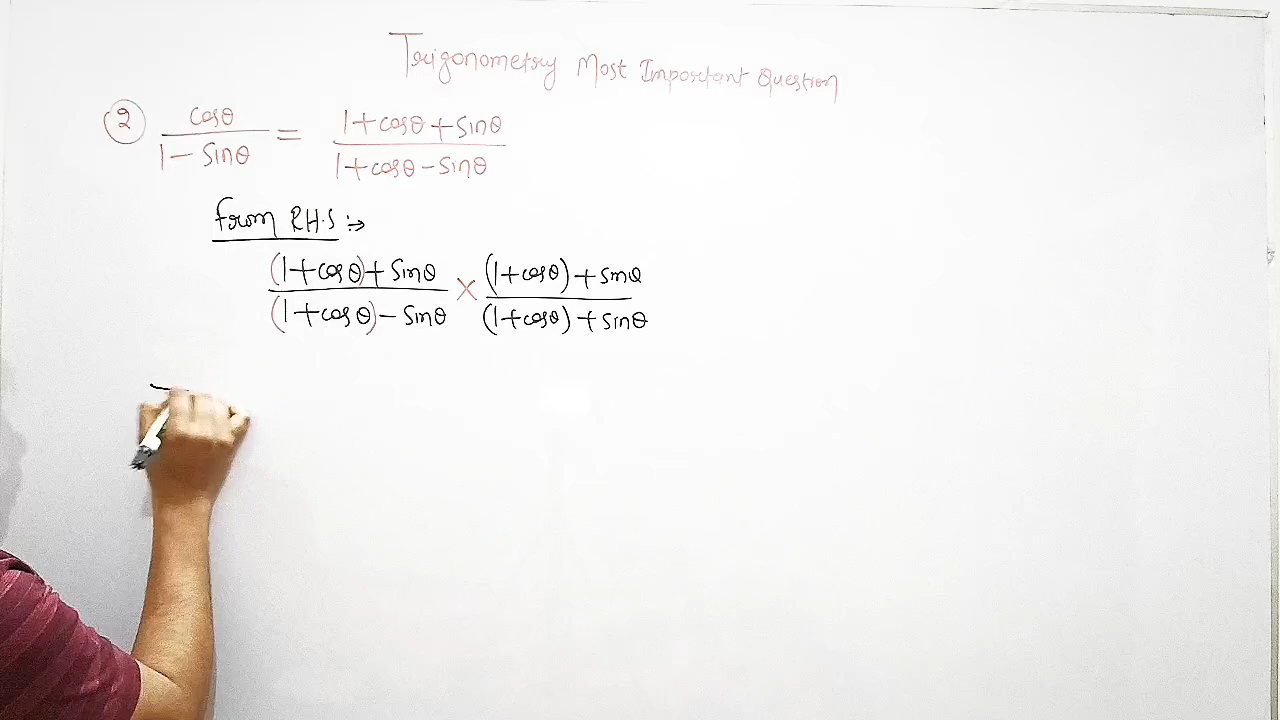 Trigonometry Most Important Question
② cosθ / 1 - Sinθ = 1 + cosθ + Sinθ / 1 + cosθ - Sinθ
from R.H.S :→
(1 + cosθ) + Sinθ / (1 + cosθ) - Sinθ × (1 + cosθ) + Sinθ / (1 + cosθ) + Sinθ